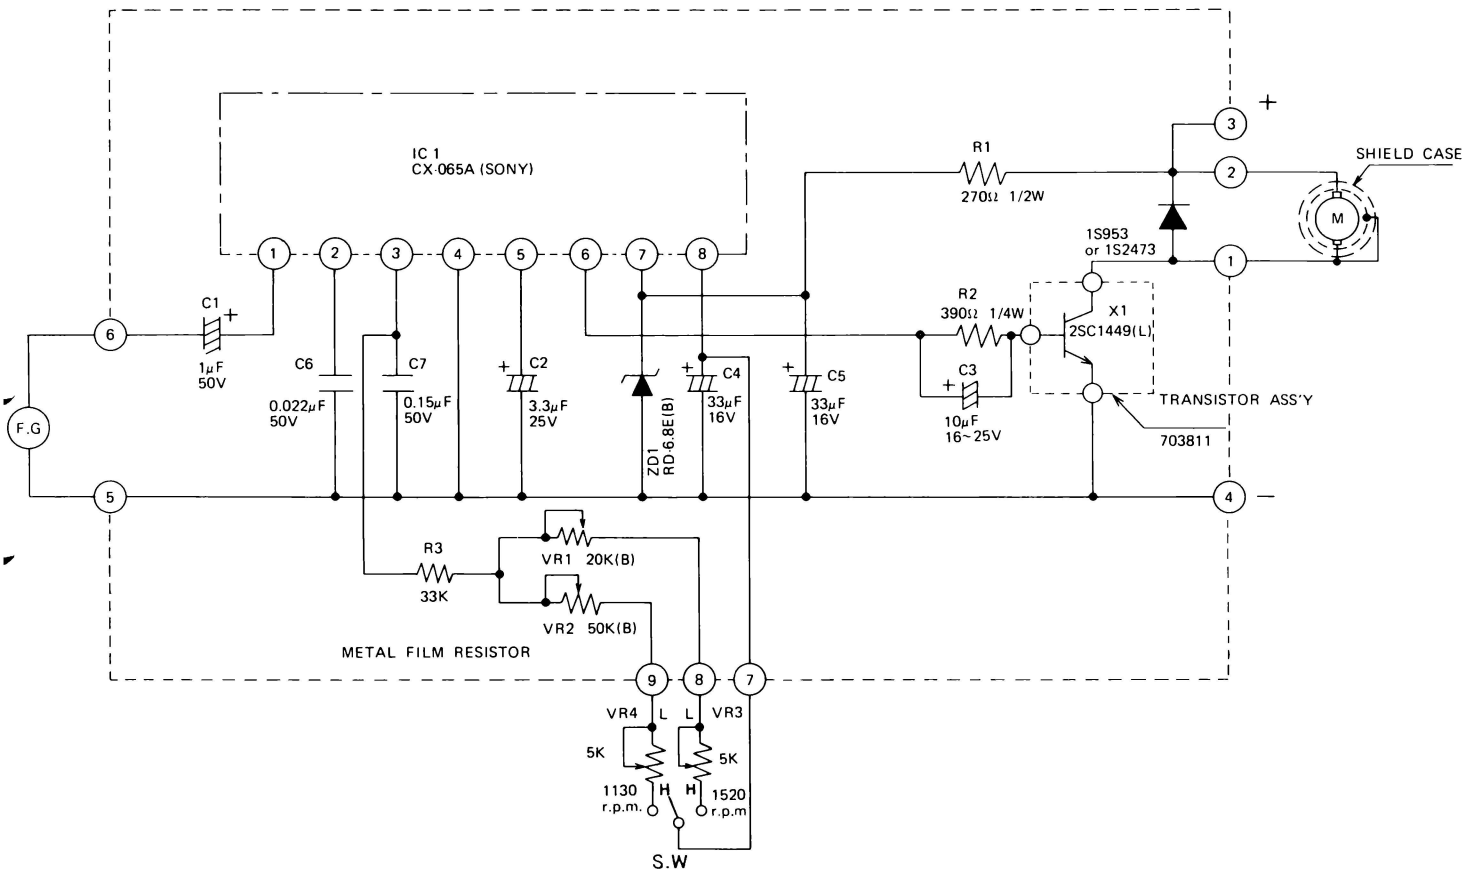 +
3
IC 1
CX-065A (SONY)
R1
270Ω 1/2W
2
SHIELD CASE
M
1S953
or 1S2473
1
1
2
3
4
5
6
7
8
C1
+
1μF
50V
6
C6
0.022μF
50V
C7
0.15μF
50V
+
C2
3.3μF
25V
ZD1
RD-6.8E(B)
+
C4
33μF
16V
+
C5
33μF
16V
R2
390Ω 1/4W
+
C3
10μF
16~25V
X1
2SC1449(L)
TRANSISTOR ASS'Y
703811
F.G
5
4
−
R3
33K
VR1 20K(B)
VR2 50K(B)
METAL FILM RESISTOR
9
8
7
VR4
L
L
VR3
5K
5K
1130
r.p.m.
H
H
1520
r.p.m
S.W